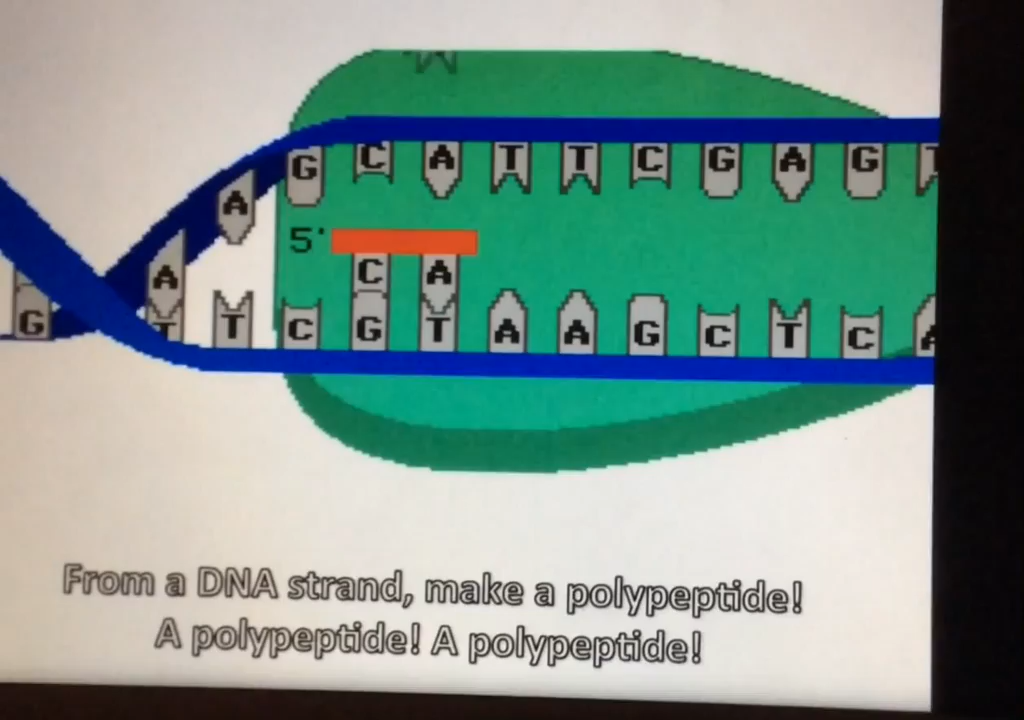 G C A T T C G A G T
A
5'
A C A
G T T C G T A A G C T C A
From a DNA strand, make a polypeptide!
A polypeptide! A polypeptide!